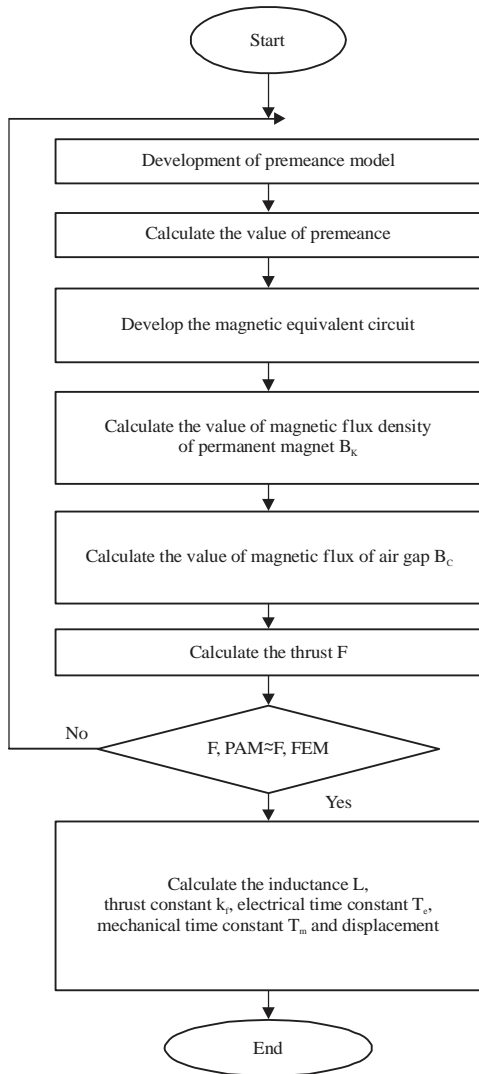 Start
Development of premeance model
Calculate the value of premeance
Develop the magnetic equivalent circuit
Calculate the value of magnetic flux density
of permanent magnet B_K
Calculate the value of magnetic flux of air gap B_C
Calculate the thrust F
No
F, PAM≈F, FEM
Yes
Calculate the inductance L,
thrust constant k_f, electrical time constant T_e,
mechanical time constant T_m and displacement
End